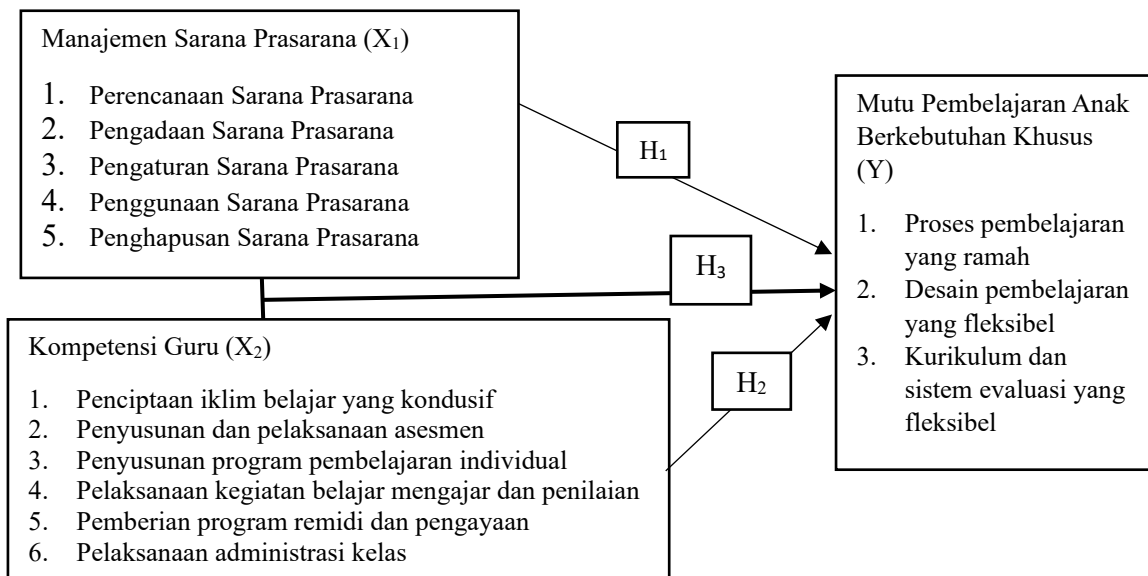 Manajemen Sarana Prasarana (X₁)
1. Perencanaan Sarana Prasarana
2. Pengadaan Sarana Prasarana
3. Pengaturan Sarana Prasarana
4. Penggunaan Sarana Prasarana
5. Penghapusan Sarana Prasarana
H₁
H₃
H₂
Kompetensi Guru (X₂)
1. Penciptaan iklim belajar yang kondusif
2. Penyusunan dan pelaksanaan asesmen
3. Penyusunan program pembelajaran individual
4. Pelaksanaan kegiatan belajar mengajar dan penilaian
5. Pemberian program remidi dan pengayaan
6. Pelaksanaan administrasi kelas
Mutu Pembelajaran Anak
Berkebutuhan Khusus
(Y)
1. Proses pembelajaran
yang ramah
2. Desain pembelajaran
yang fleksibel
3. Kurikulum dan
sistem evaluasi yang
fleksibel